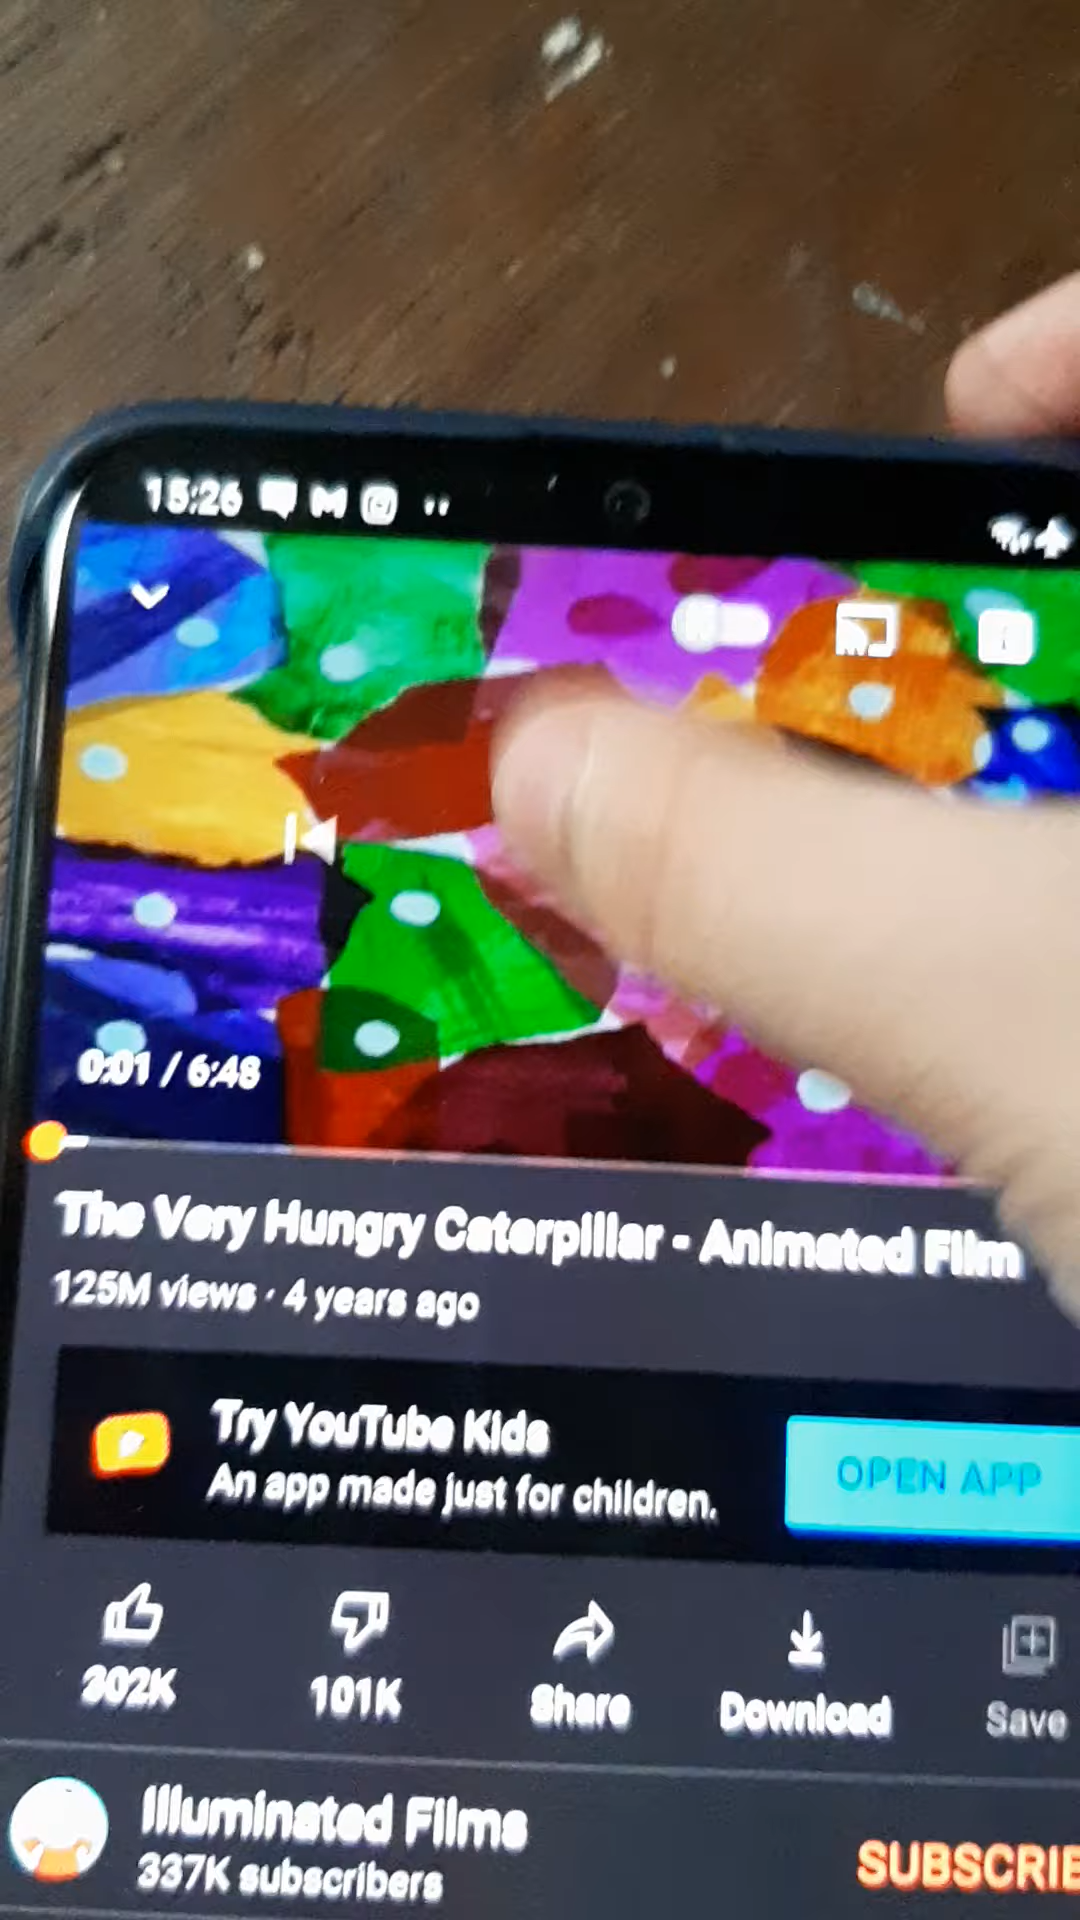 15:26
0:01 / 6:48
The Very Hungry Caterpillar - Animated Film
125M views · 4 years ago
Try YouTube Kids
An app made just for children.
OPEN APP
302K
101K
Share
Download
Save
Illuminated Films
337K subscribers
SUBSCRIBE